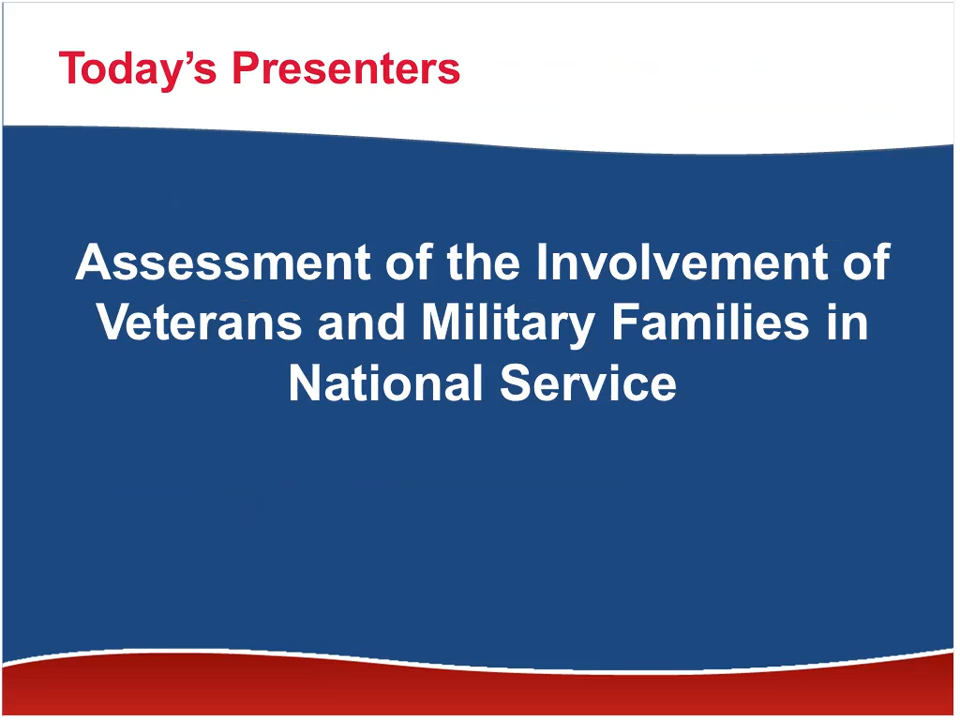 Today’s Presenters
Assessment of the Involvement of
Veterans and Military Families in
National Service